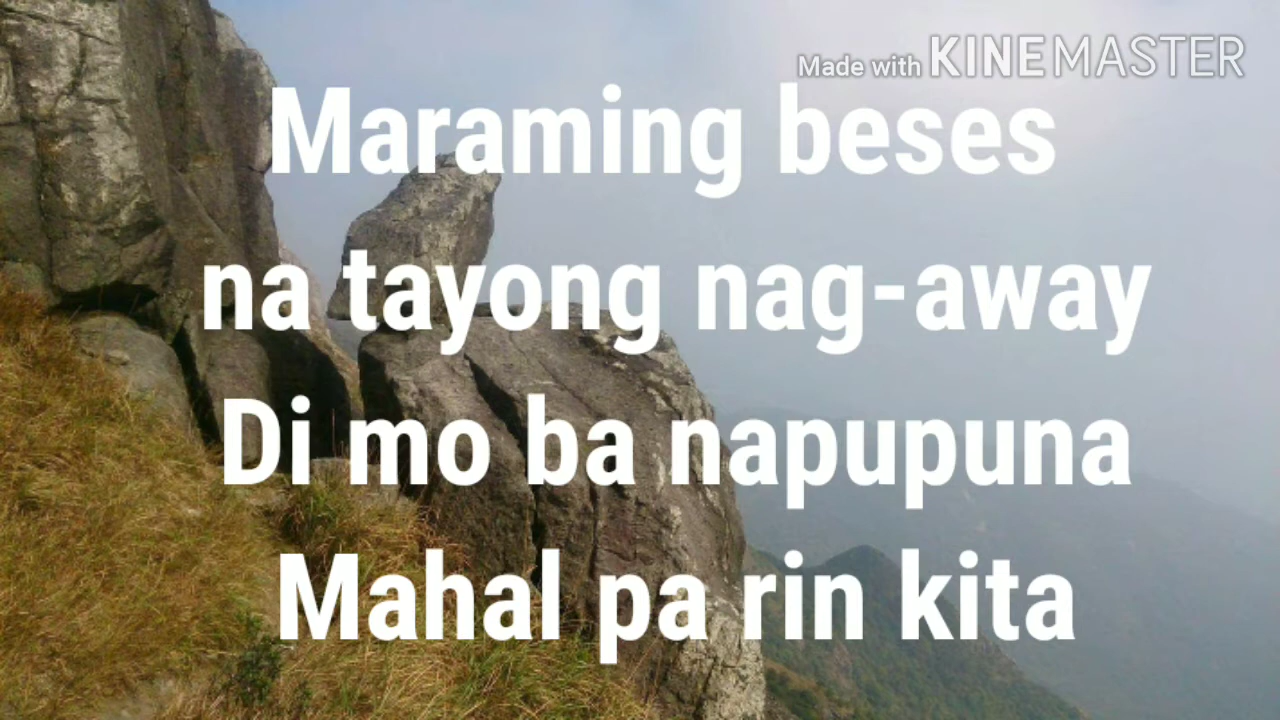 Made with KINEMASTER
Maraming beses
na tayong nag-away
Di mo ba napupuna
Mahal pa rin kita